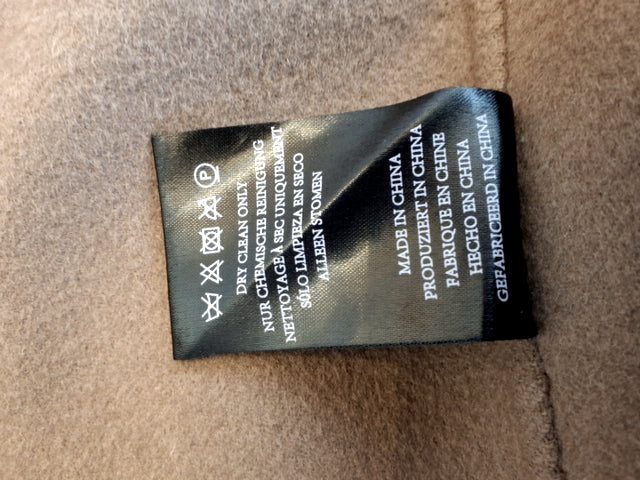 P
DRY CLEAN ONLY
NUR CHEMISCHE REINIGUNG
NETTOYAGE À SEC UNIQUEMENT
SÓLO LIMPIEZA EN SECO
ALLEEN STOMEN
MADE IN CHINA
PRODUZIERT IN CHINA
FABRIQUE EN CHINE
HECHO EN CHINA
GEFABRICEERD IN CHINA